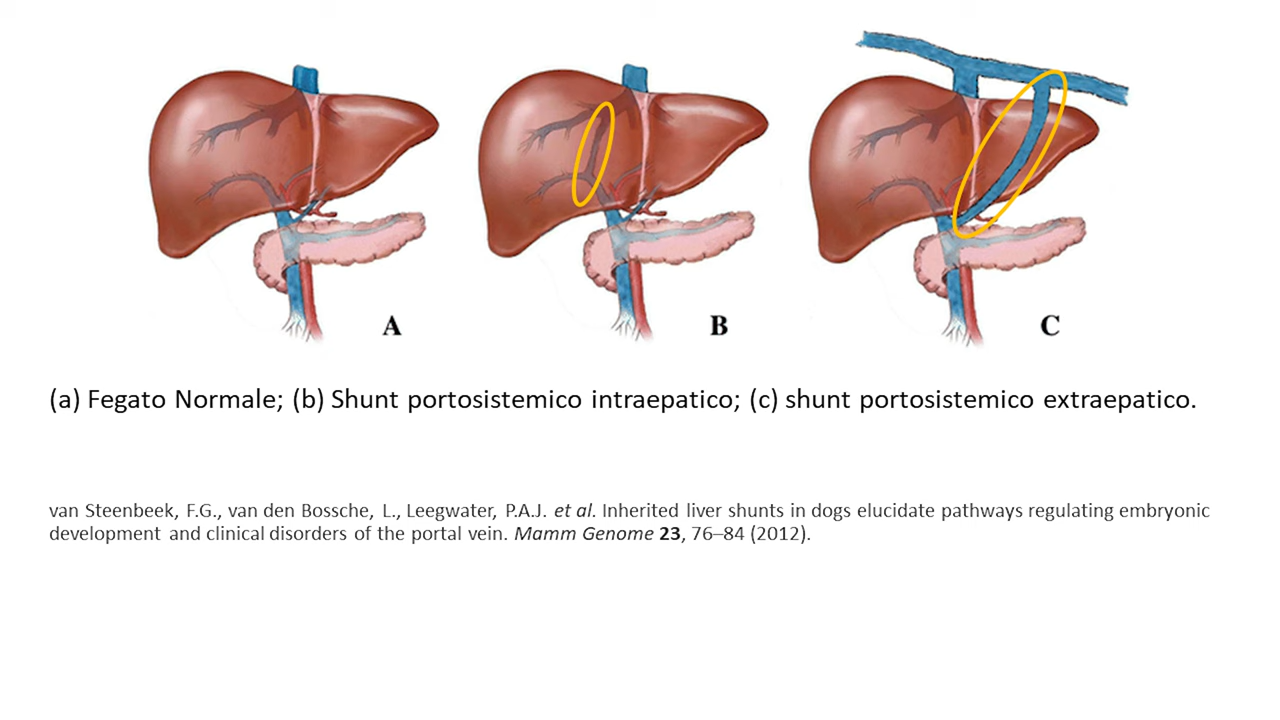 A
B
C
(a) Fegato Normale; (b) Shunt portosistemico intraepatico; (c) shunt portosistemico extraepatico.
van Steenbeek, F.G., van den Bossche, L., Leegwater, P.A.J. et al. Inherited liver shunts in dogs elucidate pathways regulating embryonic
development and clinical disorders of the portal vein. Mamm Genome 23, 76–84 (2012).